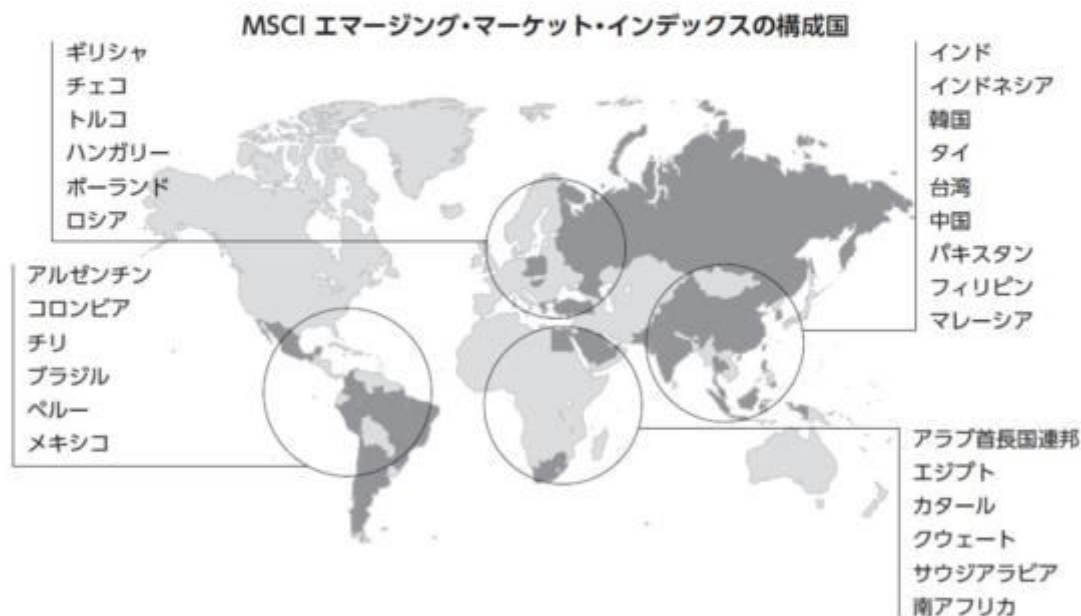 MSCI エマージング・マーケット・インデックスの構成国
ギリシャ
チェコ
トルコ
ハンガリー
ポーランド
ロシア
アルゼンチン
コロンビア
チリ
ブラジル
ペルー
メキシコ
インド
インドネシア
韓国
タイ
台湾
中国
パキスタン
フィリピン
マレーシア
アラブ首長国連邦
エジプト
カタール
クウェート
サウジアラビア
南アフリカ